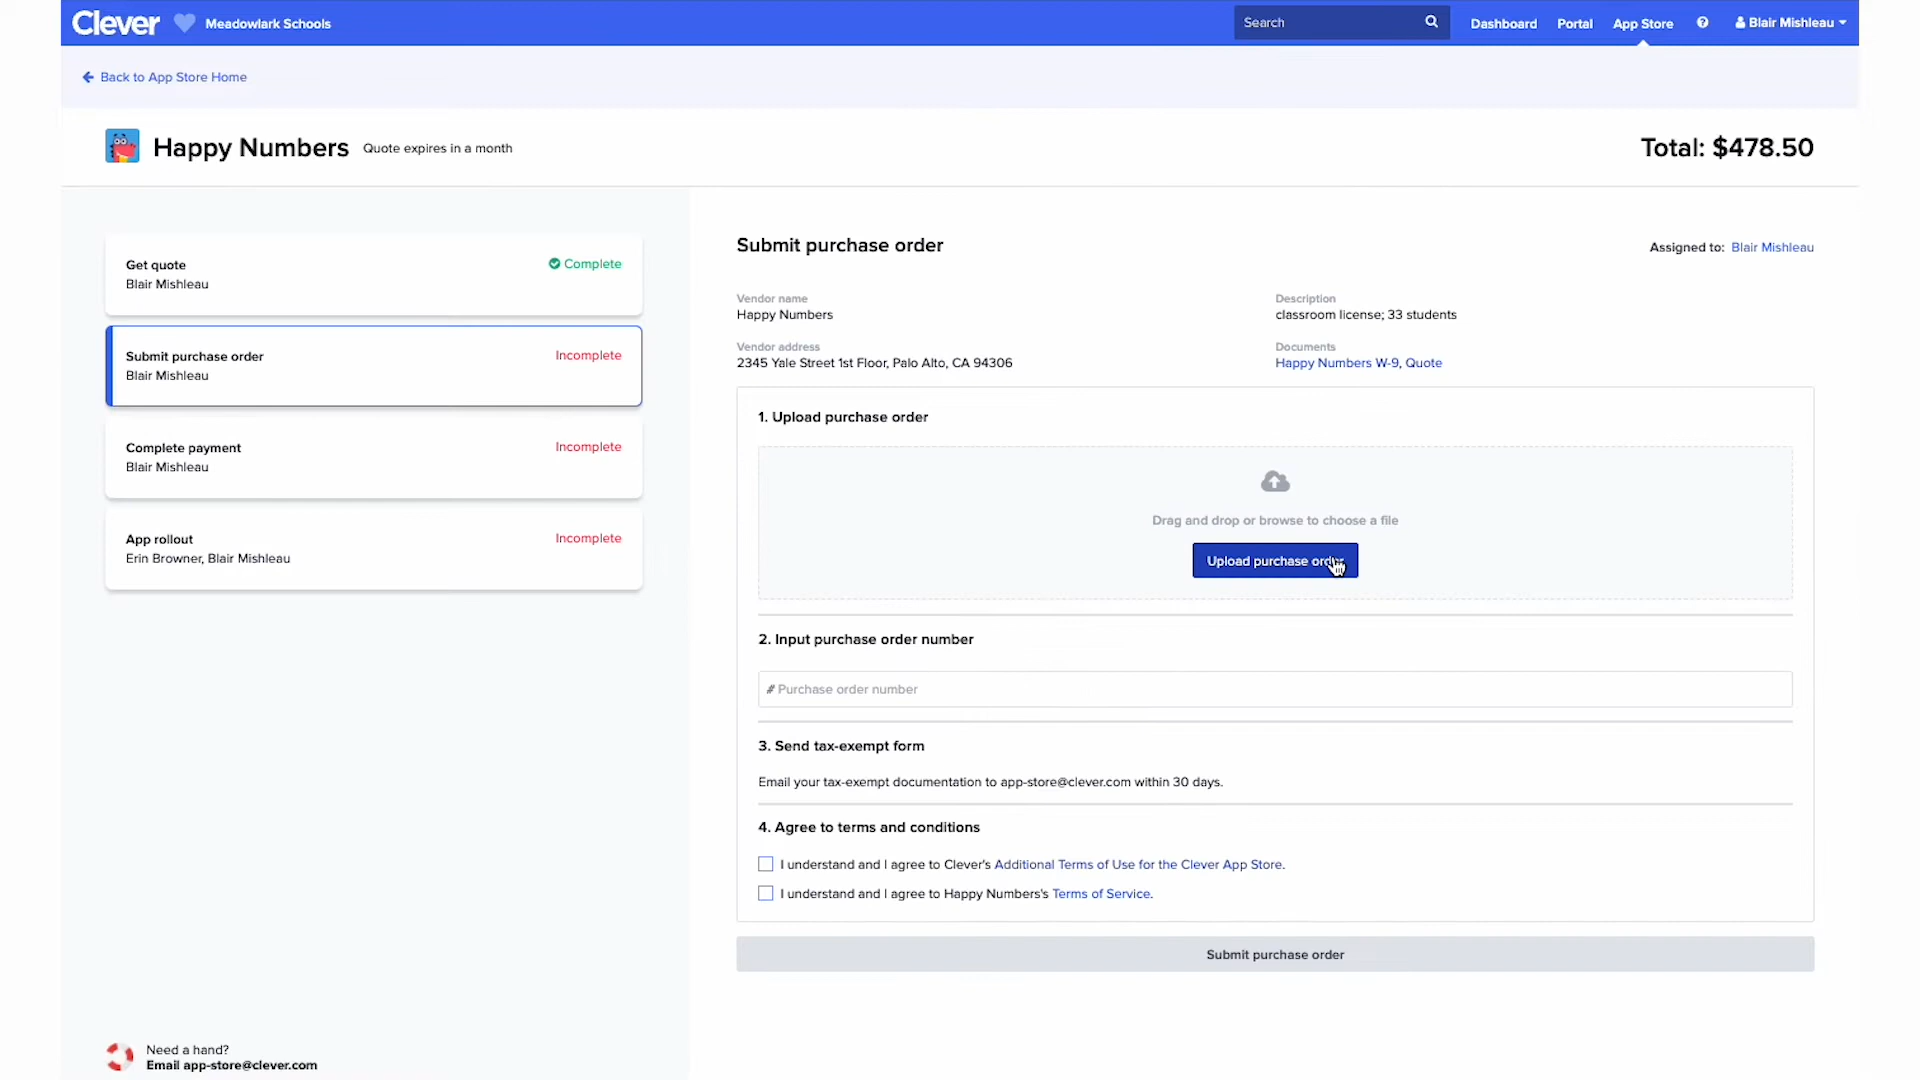 Clever
Meadowlark Schools
Search
Dashboard
Portal
App Store
Blair Mishleau
Back to App Store Home
Happy Numbers
Quote expires in a month
Total: $478.50
Get quote
Blair Mishleau
Complete
Submit purchase order
Blair Mishleau
Incomplete
Complete payment
Blair Mishleau
Incomplete
App rollout
Erin Browner, Blair Mishleau
Incomplete
Need a hand?
Email app-store@clever.com
Submit purchase order
Assigned to: Blair Mishleau
Vendor name
Happy Numbers
Description
classroom license; 33 students
Vendor address
2345 Yale Street 1st Floor, Palo Alto, CA 94306
Documents
Happy Numbers W-9, Quote
1. Upload purchase order
Drag and drop or browse to choose a file
Upload purchase order
2. Input purchase order number
# Purchase order number
3. Send tax-exempt form
Email your tax-exempt documentation to app-store@clever.com within 30 days.
4. Agree to terms and conditions
I understand and I agree to Clever's Additional Terms of Use for the Clever App Store.
I understand and I agree to Happy Numbers's Terms of Service.
Submit purchase order